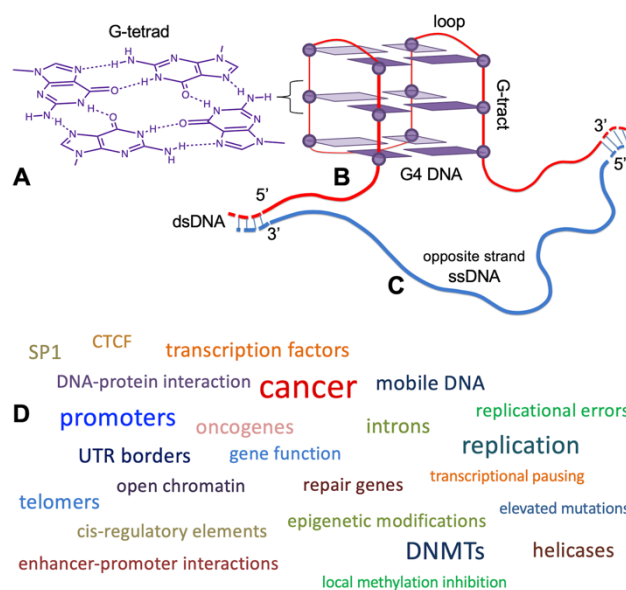 G-tetrad
loop
G-tract
A
B
G4 DNA
N
N
N
H
N
N
N
H
O
H
N
N
O
N
H
H
N
H
O
H
N
N
H
N
H
O
N
N
N
H
O
N
H
N
N
N
N
N
H
H
N
3’
5’
5’
dsDNA
3’
opposite strand
ssDNA
C
CTCF
SP1
transcription factors
DNA-protein interaction
cancer
mobile DNA
D
promoters
oncogenes
introns
replicational errors
UTR borders
gene function
replication
telomers
open chromatin
repair genes
transcriptional pausing
cis-regulatory elements
epigenetic modifications
elevated mutations
enhancer-promoter interactions
DNMTs
helicases
local methylation inhibition